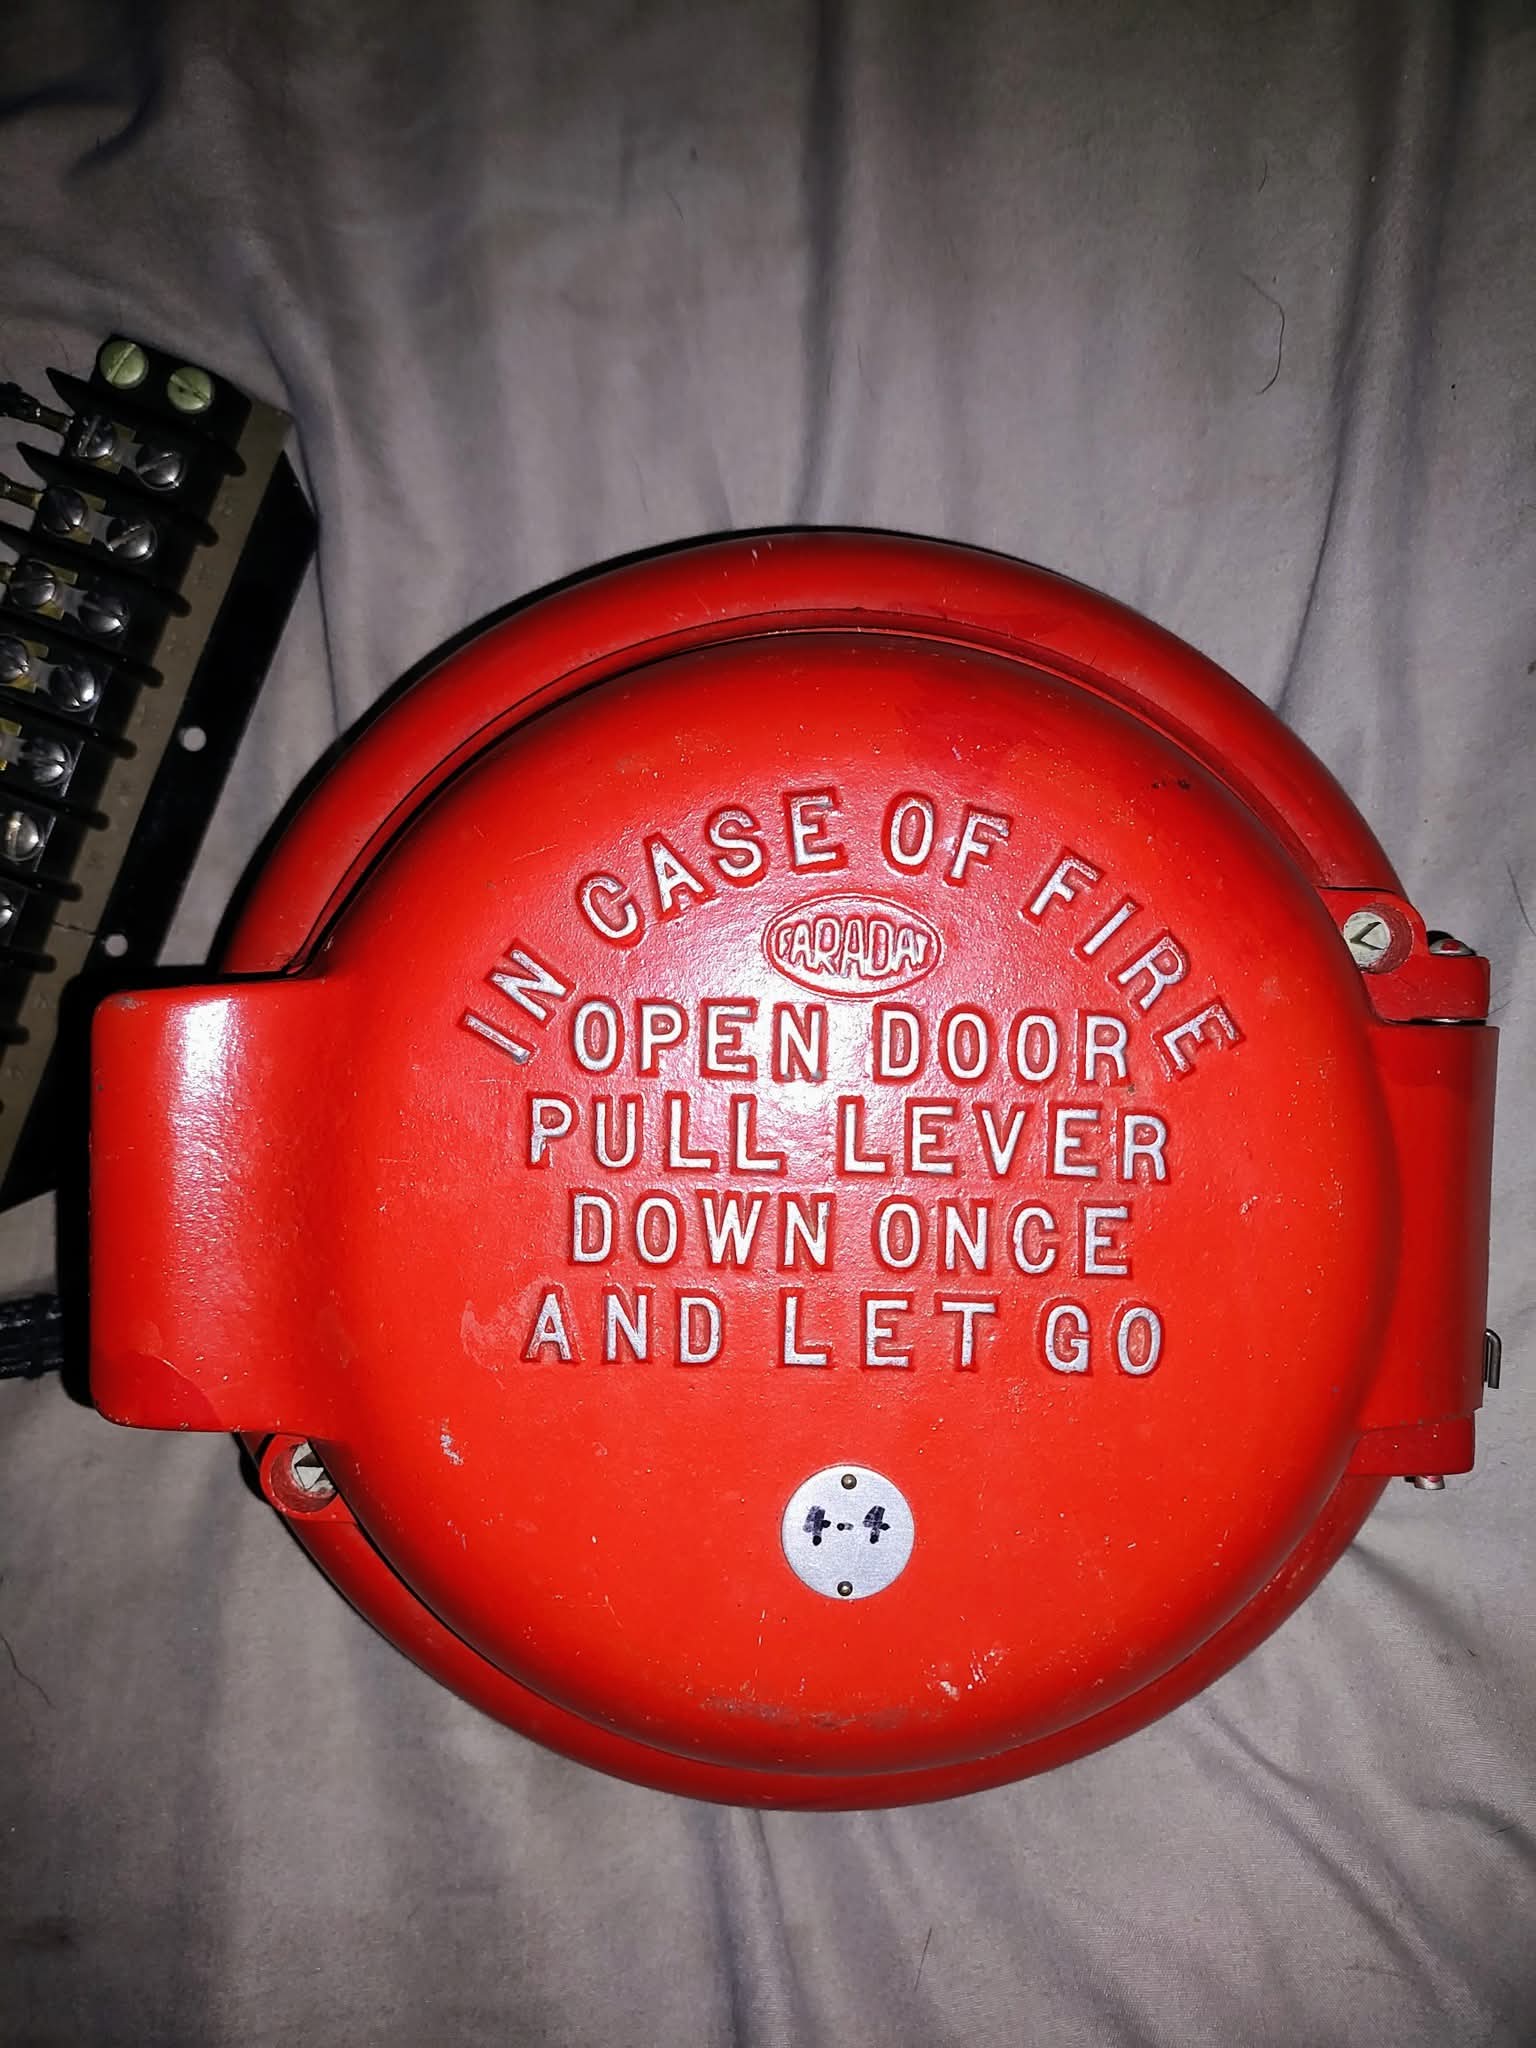 IN CASE OF FIRE
FARADAY
OPEN DOOR
PULL LEVER
DOWN ONCE
AND LET GO
4-4